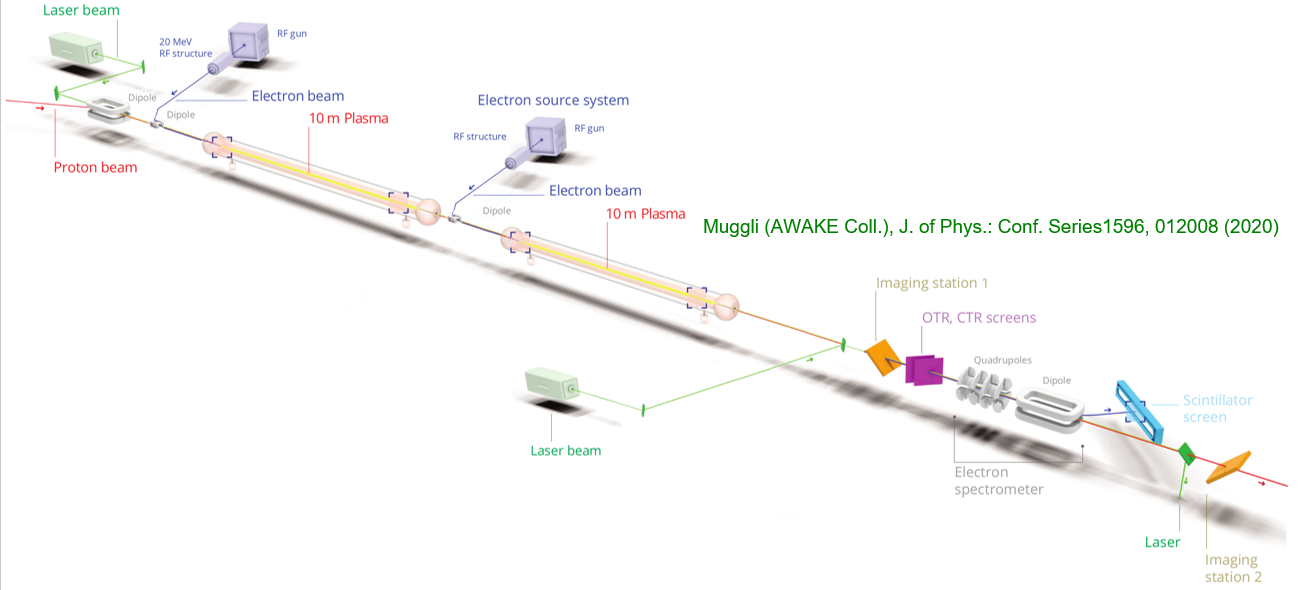 Laser beam
20 MeV
RF structure
RF gun
Dipole
Electron beam
Dipole
10 m Plasma
Proton beam
Electron source system
RF structure
RF gun
Electron beam
Dipole
10 m Plasma
Muggli (AWAKE Coll.), J. of Phys.: Conf. Series1596, 012008 (2020)
Imaging station 1
OTR, CTR screens
Quadrupoles
Dipole
Scintillator
screen
Laser beam
Electron
spectrometer
Laser
Imaging
station 2